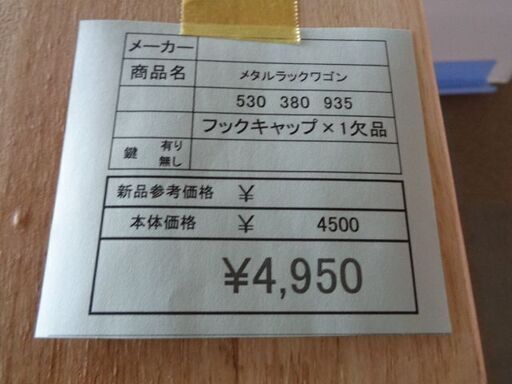 メーカー
商品名 メタルラックワゴン
530 380 935
フックキャップ×1欠品
鍵 有り 無し
新品参考価格 ¥
本体価格 ¥ 4500
¥4,950